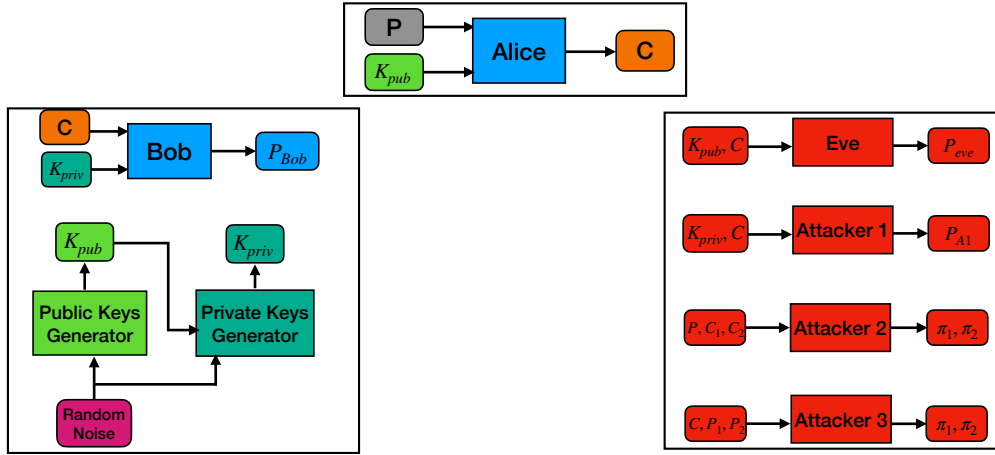 P
K_pub
Alice
C
C
K_priv
Bob
P_Bob
K_pub
K_priv
Public Keys
Generator
Private Keys
Generator
Random
Noise
K_pub, C
Eve
P_eve
K_priv, C
Attacker 1
P_A1
P, C_1, C_2
Attacker 2
π_1, π_2
C, P_1, P_2
Attacker 3
π_1, π_2